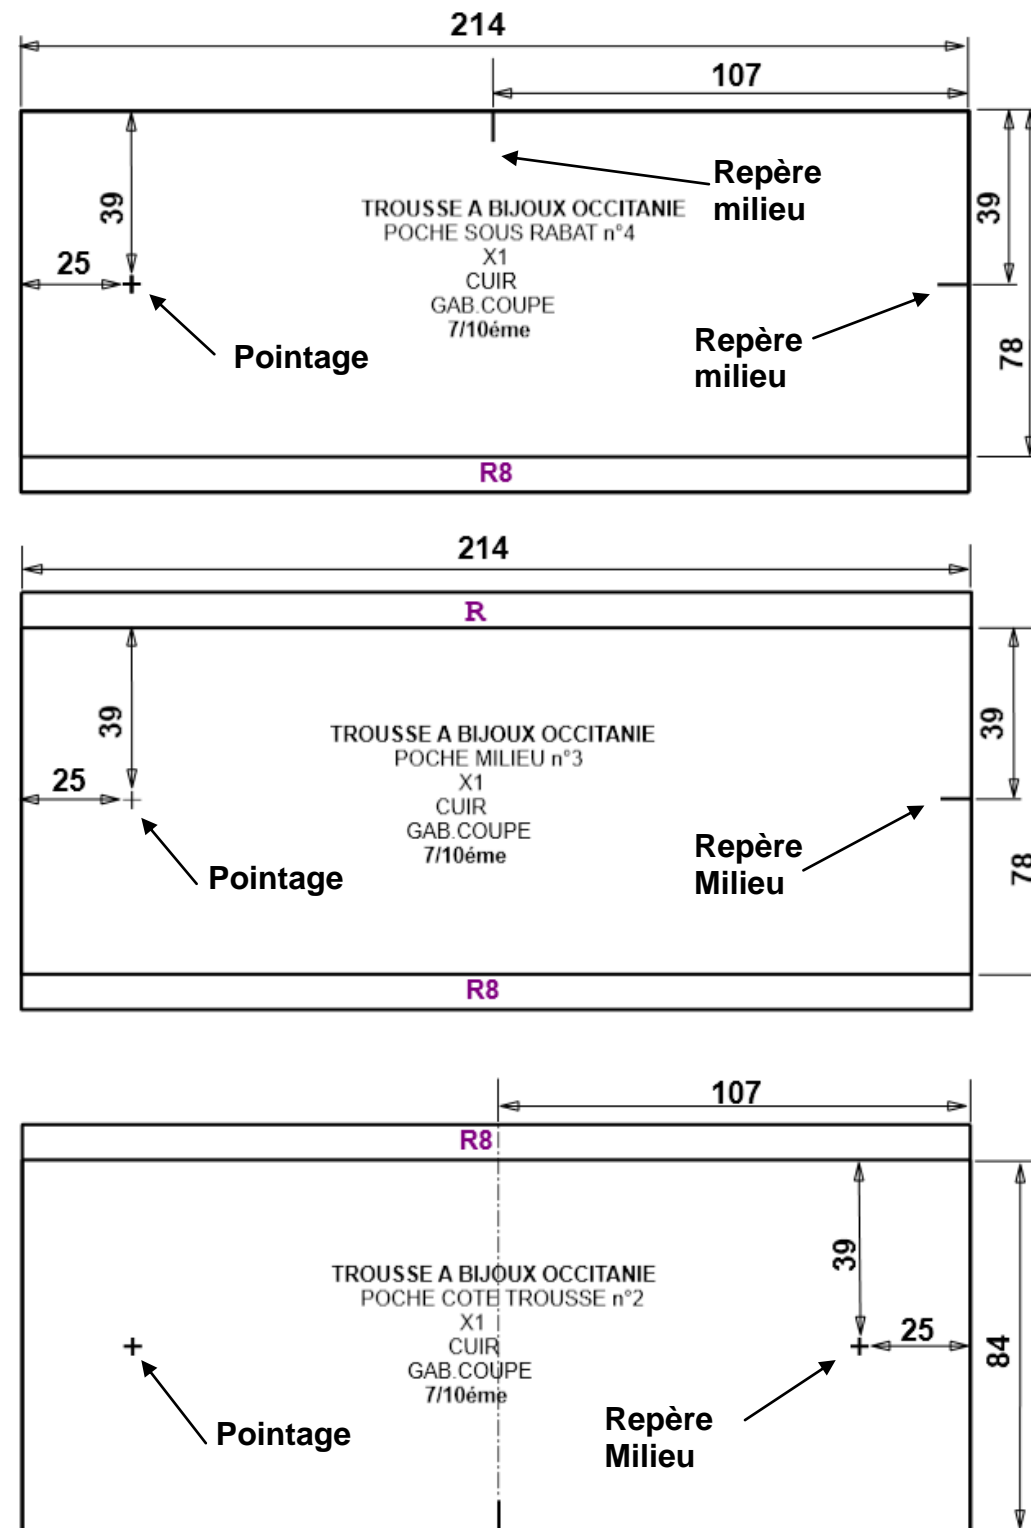 214
107
Repère
milieu
39
39
TROUSSE A BIJOUX OCCITANIE
POCHE SOUS RABAT n°4
X1
CUIR
GAB.COUPE
7/10éme
25
Pointage
Repère
milieu
78
R8
214
R
39
39
TROUSSE A BIJOUX OCCITANIE
POCHE MILIEU n°3
X1
CUIR
GAB.COUPE
7/10éme
25
Pointage
Repère
Milieu
78
R8
107
R8
39
TROUSSE A BIJOUX OCCITANIE
POCHE COTE TROUSSE n°2
X1
CUIR
GAB.COUPE
7/10éme
25
84
Pointage
Repère
Milieu